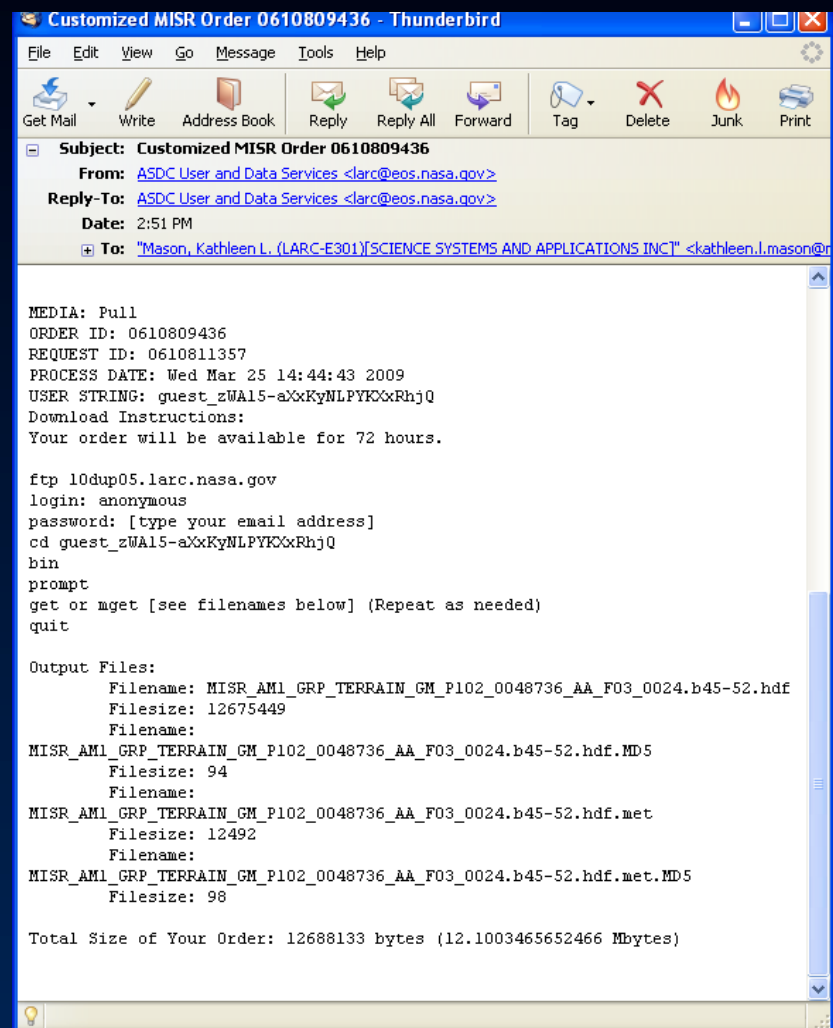 Customized MISR Order 0610809436 - Thunderbird
File Edit View Go Message Tools Help
Get Mail Write Address Book Reply Reply All Forward Tag Delete Junk Print
Subject: Customized MISR Order 0610809436
From: ASDC User and Data Services <larc@eos.nasa.gov>
Reply-To: ASDC User and Data Services <larc@eos.nasa.gov>
Date: 2:51 PM
To: "Mason, Kathleen L. (LARC-E301)[SCIENCE SYSTEMS AND APPLICATIONS INC]" <kathleen.l.mason@n
MEDIA: Pull
ORDER ID: 0610809436
REQUEST ID: 0610811357
PROCESS DATE: Wed Mar 25 14:44:43 2009
USER STRING: guest_zWA15-aXxKyNLPYKXxRhjQ
Download Instructions:
Your order will be available for 72 hours.
ftp l0dup05.larc.nasa.gov
login: anonymous
password: [type your email address]
cd guest_zWA15-aXxKyNLPYKXxRhjQ
bin
prompt
get or mget [see filenames below] (Repeat as needed)
quit
Output Files:
Filename: MISR_AM1_GRP_TERRAIN_GM_P102_O048736_AA_F03_0024.b45-52.hdf
Filesize: 12675449
Filename:
MISR_AM1_GRP_TERRAIN_GM_P102_O048736_AA_F03_0024.b45-52.hdf.MD5
Filesize: 94
Filename:
MISR_AM1_GRP_TERRAIN_GM_P102_O048736_AA_F03_0024.b45-52.hdf.met
Filesize: 12492
Filename:
MISR_AM1_GRP_TERRAIN_GM_P102_O048736_AA_F03_0024.b45-52.hdf.met.MD5
Filesize: 98
Total Size of Your Order: 12688133 bytes (12.1003465652466 Mbytes)